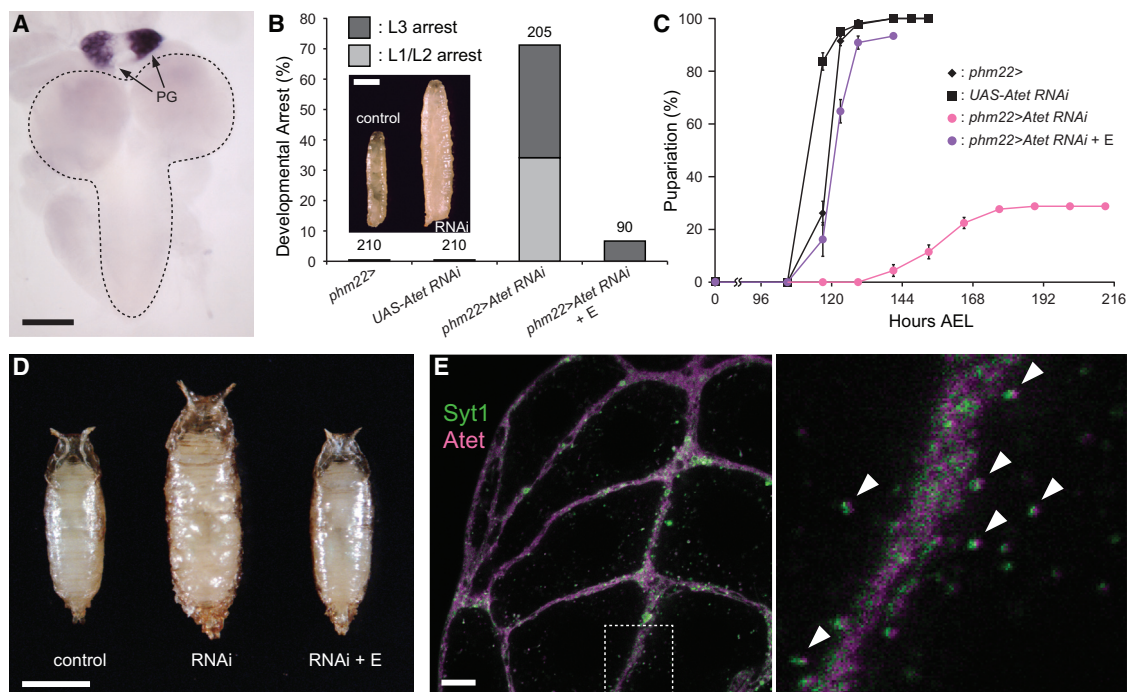 A
PG
B
Developmental Arrest (%)
80
70
60
50
40
30
20
10
0
: L3 arrest
: L1/L2 arrest
control
RNAi
210
210
205
90
phm22>
UAS-Atet RNAi
phm22>Atet RNAi
phm22>Atet RNAi
+ E
C
Pupariation (%)
100
80
60
40
20
0
0 96 120 144 168 192 216
Hours AEL
: phm22>
: UAS-Atet RNAi
: phm22>Atet RNAi
: phm22>Atet RNAi + E
D
control RNAi RNAi + E
E
Syt1
Atet